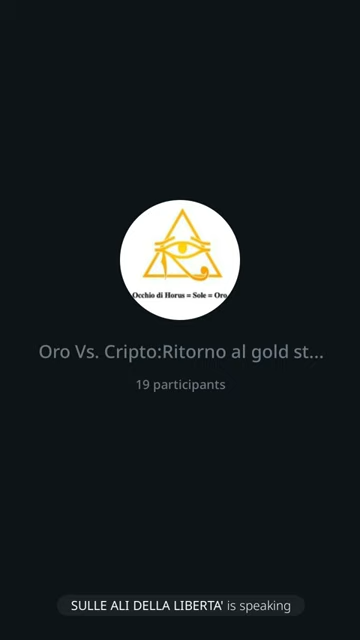 Occhio di Horus = Sole = Oro
Oro Vs. Cripto:Ritorno al gold st...
19 participants
SULLE ALI DELLA LIBERTA' is speaking